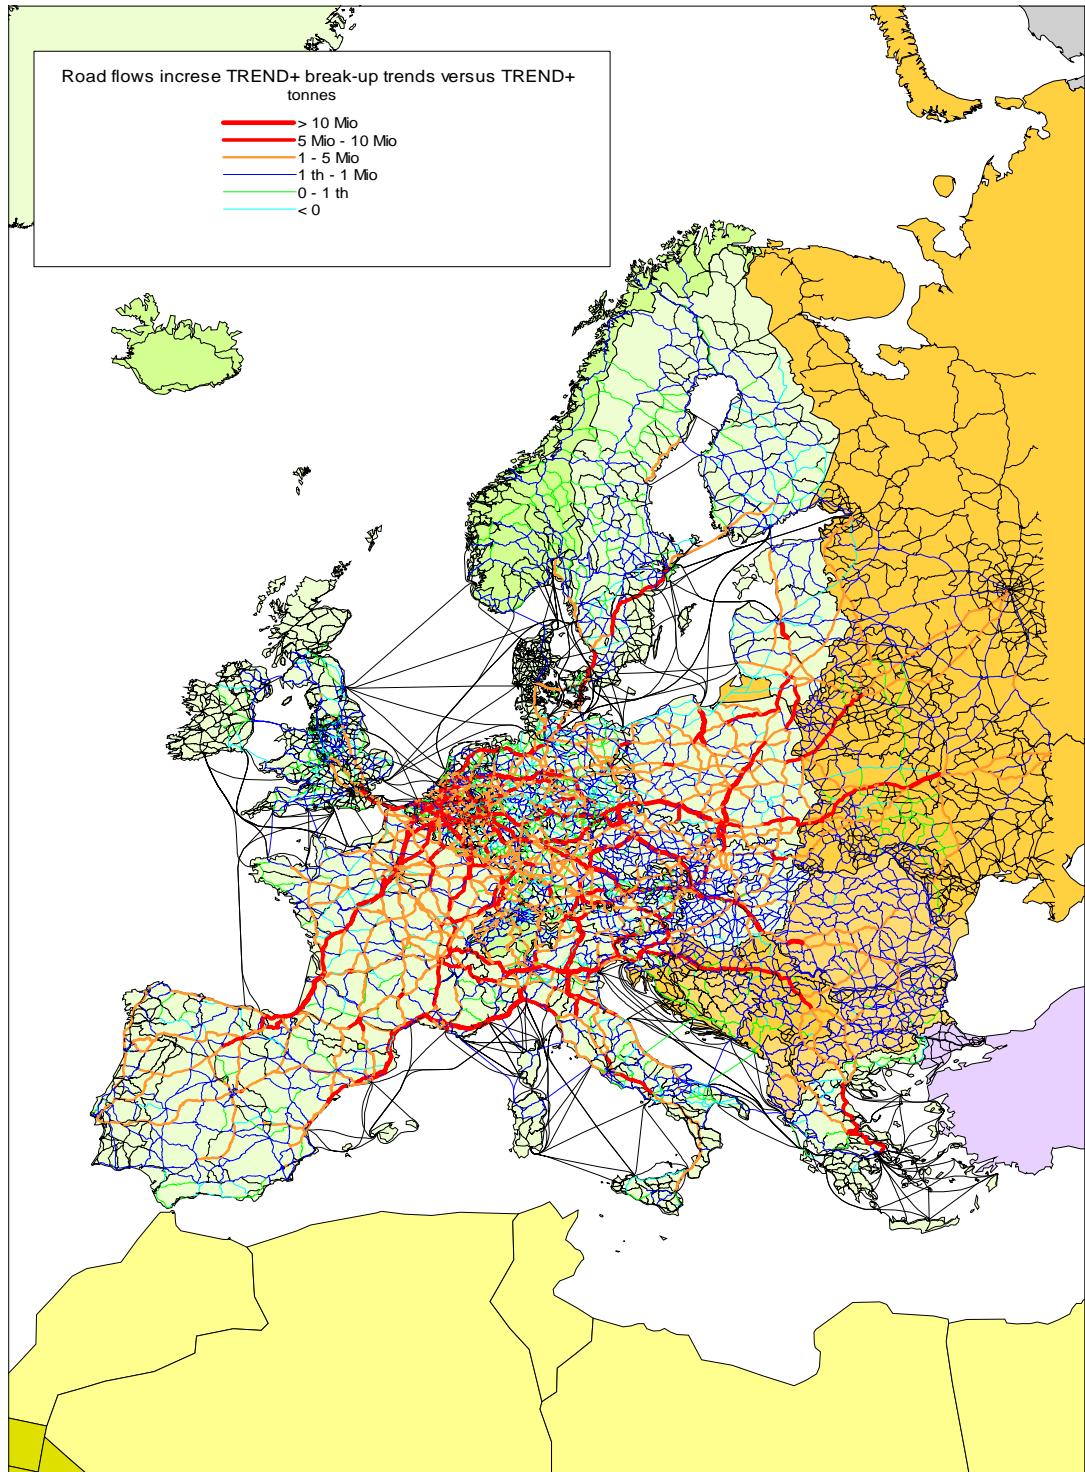 Road flows increse TREND+ break-up trends versus TREND+
tonnes
> 10 Mio
5 Mio - 10 Mio
1 - 5 Mio
1 th - 1 Mio
0 - 1 th
< 0